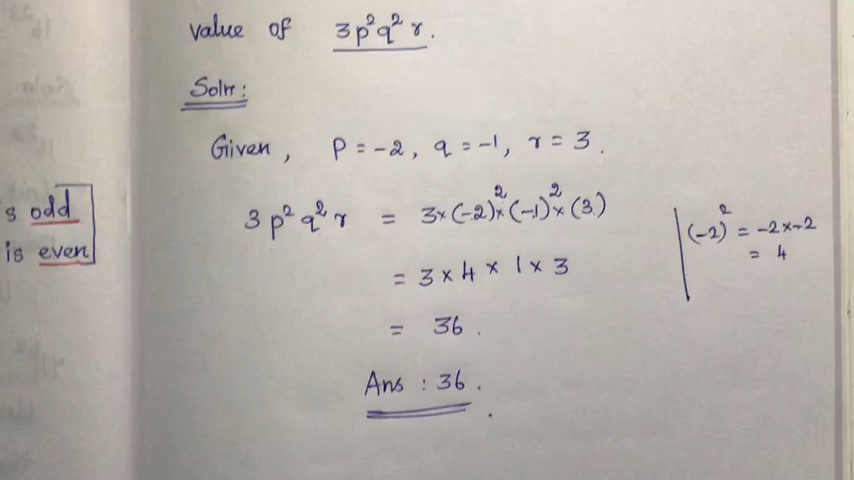 value of 3p²q²r.
Soln:
Given, p = -2, q = -1, r = 3.
s odd
is even
3p²q²r = 3×(-2)²×(-1)²×(3)
= 3 × 4 × 1 × 3
= 36.
Ans : 36.
(-2)² = -2×-2
= 4